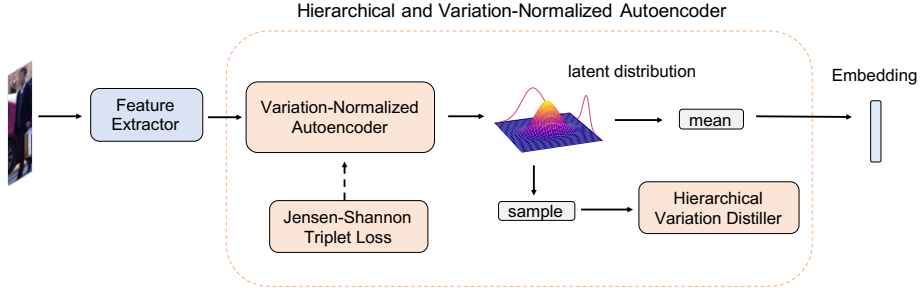 Hierarchical and Variation-Normalized Autoencoder
Feature
Extractor
Variation-Normalized
Autoencoder
latent distribution
mean
Embedding
Jensen-Shannon
Triplet Loss
sample
Hierarchical
Variation Distiller